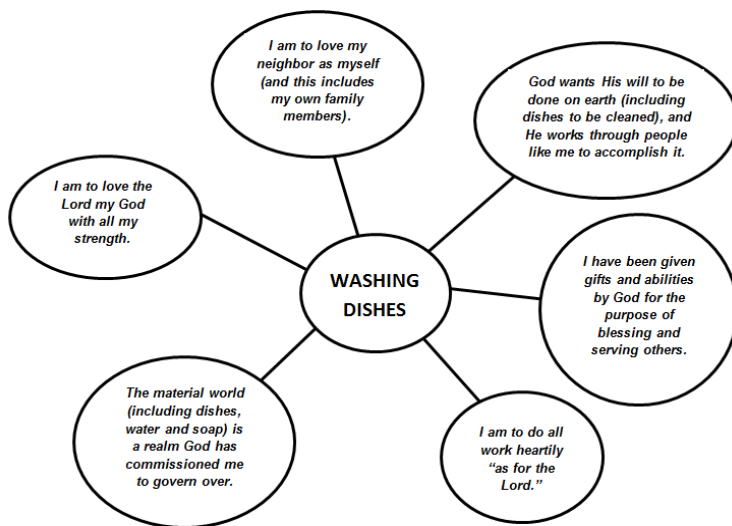 I am to love my
neighbor as myself
(and this includes
my own family
members).
God wants His will to be
done on earth (including
dishes to be cleaned), and
He works through people
like me to accomplish it.
I am to love the
Lord my God
with all my
strength.
WASHING
DISHES
I have been given
gifts and abilities
by God for the
purpose of
blessing and
serving others.
The material world
(including dishes,
water and soap) is
a realm God has
commissioned me
to govern over.
I am to do all
work heartily
“as for the
Lord.”